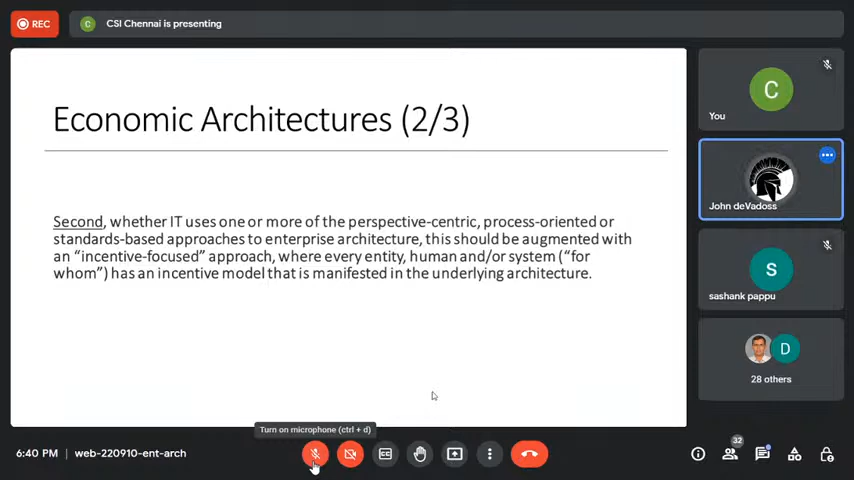 REC
C
CSI Chennai is presenting
Economic Architectures (2/3)
Second, whether IT uses one or more of the perspective-centric, process-oriented or
standards-based approaches to enterprise architecture, this should be augmented with
an “incentive-focused” approach, where every entity, human and/or system (“for
whom”) has an incentive model that is manifested in the underlying architecture.
C
You
John deVadoss
S
sashank pappu
D
28 others
Turn on microphone (ctrl + d)
6:40 PM
web-220910-ent-arch
CC
32